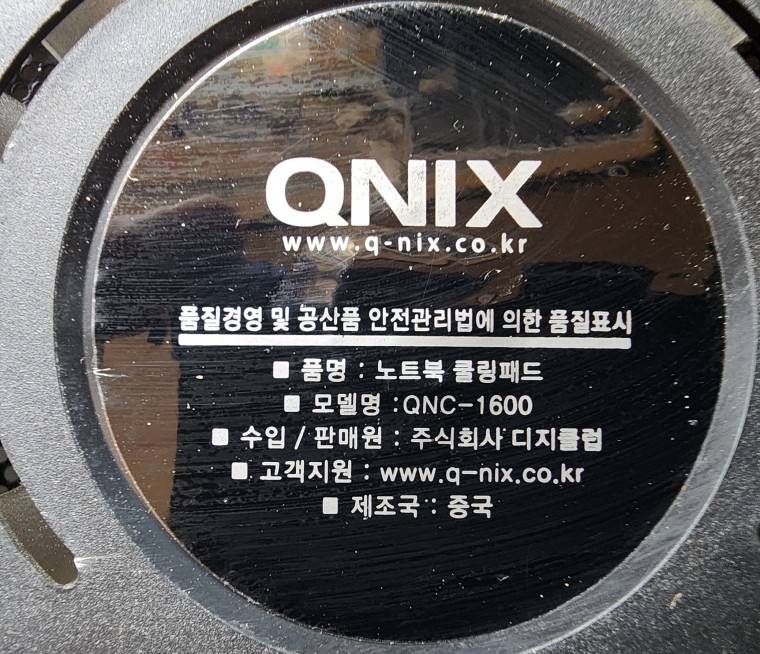 QNIX
www.q-nix.co.kr
품질경영 및 공산품 안전관리법에 의한 품질표시
■ 품명 : 노트북 쿨링패드
■ 모델명 :QNC-1600
■ 수입 / 판매원 : 주식회사 디지클럽
■ 고객지원 : www.q-nix.co.kr
■ 제조국 : 중국